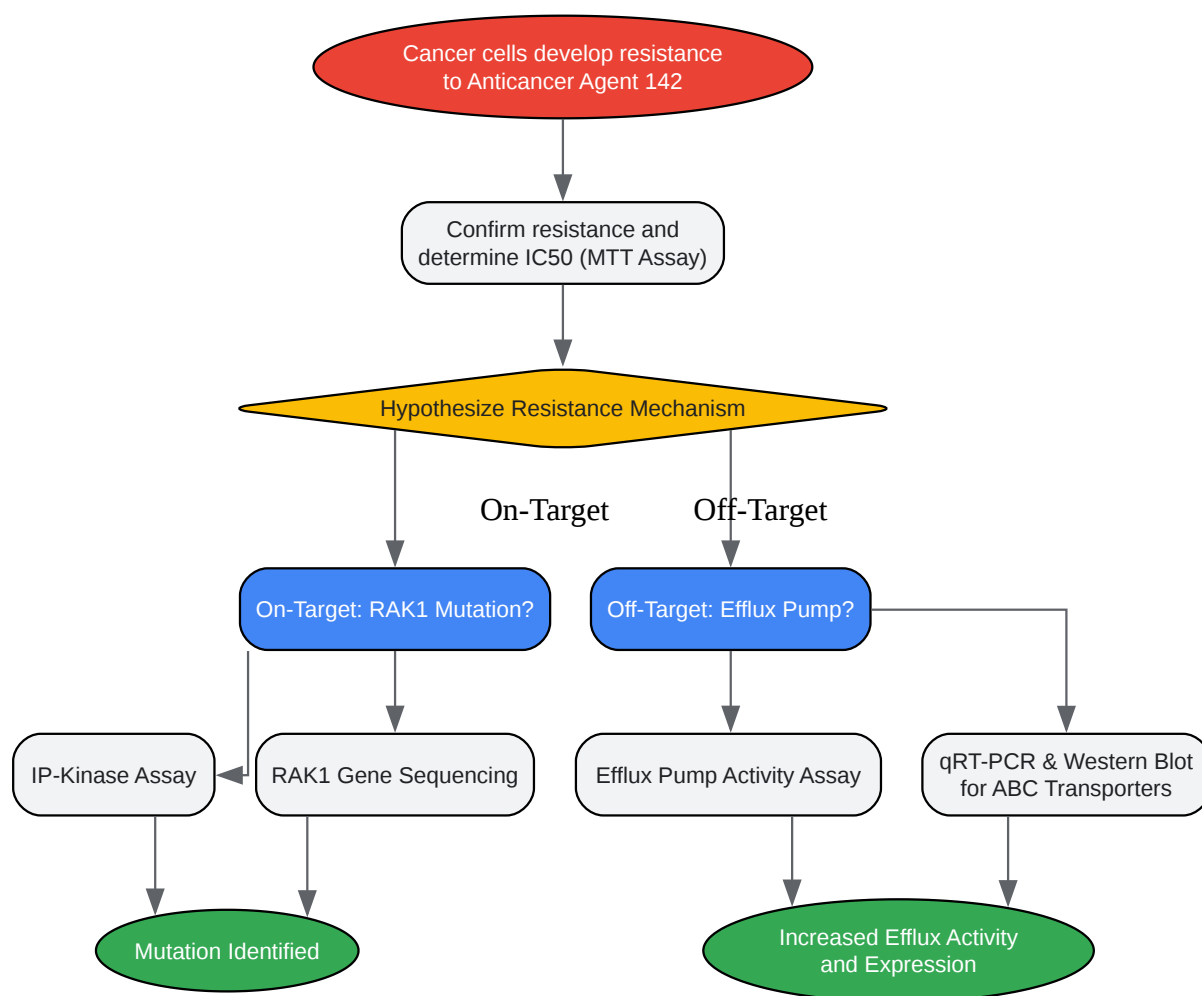 Cancer cells develop resistance
to Anticancer Agent 142
Confirm resistance and
determine IC50 (MTT Assay)
Hypothesize Resistance Mechanism
On-Target
Off-Target
On-Target: RAK1 Mutation?
Off-Target: Efflux Pump?
IP-Kinase Assay
RAK1 Gene Sequencing
Efflux Pump Activity Assay
qRT-PCR & Western Blot
for ABC Transporters
Mutation Identified
Increased Efflux Activity
and Expression